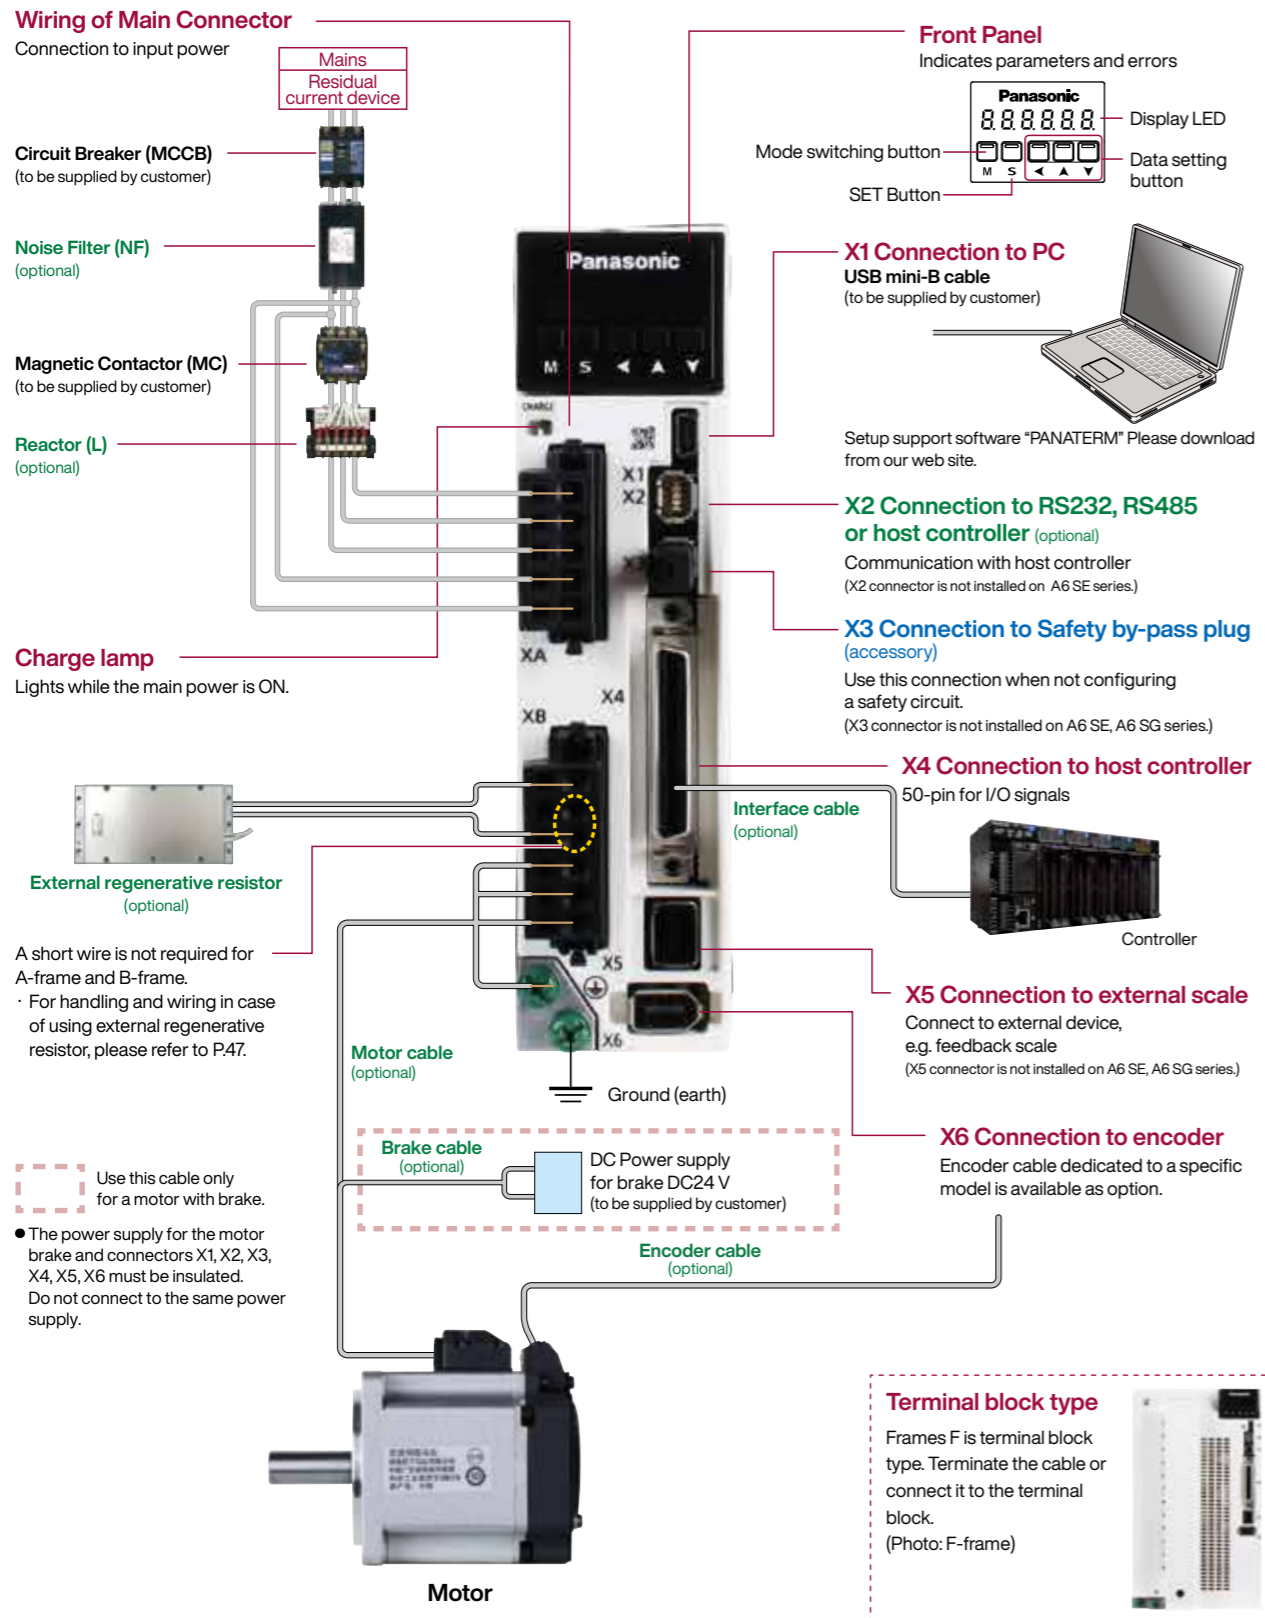 Wiring of Main Connector
Connection to input power
Mains
Residual
current device
Circuit Breaker (MCCB)
(to be supplied by customer)
Noise Filter (NF)
(optional)
Magnetic Contactor (MC)
(to be supplied by customer)
Reactor (L)
(optional)
Charge lamp
Lights while the main power is ON.
External regenerative resistor
(optional)
A short wire is not required for
A-frame and B-frame.
· For handling and wiring in case
of using external regenerative
resistor, please refer to P.47.
Use this cable only
for a motor with brake.
● The power supply for the motor
brake and connectors X1, X2, X3,
X4, X5, X6 must be insulated.
Do not connect to the same power
supply.
Panasonic
M S
CHARGE
X1
X2
X3
XA
X4
XB
X5
X6
Ground (earth)
Motor cable
(optional)
Brake cable
(optional)
DC Power supply
for brake DC24 V
(to be supplied by customer)
Encoder cable
(optional)
Motor
Front Panel
Indicates parameters and errors
Panasonic
8.8.8.8.8.8.
M S
Display LED
Mode switching button
Data setting
button
SET Button
X1 Connection to PC
USB mini-B cable
(to be supplied by customer)
Setup support software “PANATERM” Please download
from our web site.
X2 Connection to RS232, RS485
or host controller (optional)
Communication with host controller
(X2 connector is not installed on A6 SE series.)
X3 Connection to Safety by-pass plug
(accessory)
Use this connection when not configuring
a safety circuit.
(X3 connector is not installed on A6 SE, A6 SG series.)
X4 Connection to host controller
50-pin for I/O signals
Interface cable
(optional)
Controller
X5 Connection to external scale
Connect to external device,
e.g. feedback scale
(X5 connector is not installed on A6 SE, A6 SG series.)
X6 Connection to encoder
Encoder cable dedicated to a specific
model is available as option.
Terminal block type
Frames F is terminal block
type. Terminate the cable or
connect it to the terminal
block.
(Photo: F-frame)
Panasonic